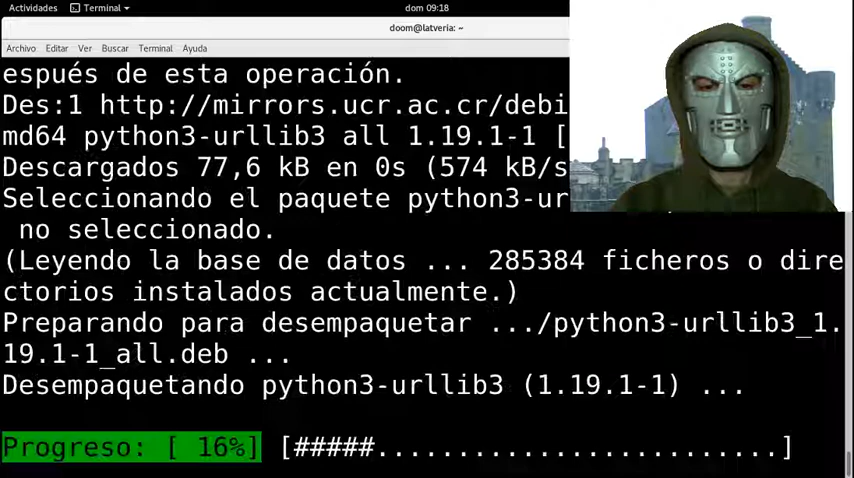 Actividades Terminal dom 09:18
doom@latveria: ~
Archivo Editar Ver Buscar Terminal Ayuda
espués de esta operación.
Des:1 http://mirrors.ucr.ac.cr/debi
md64 python3-urllib3 all 1.19.1-1 [
Descargados 77,6 kB en 0s (574 kB/s
Seleccionando el paquete python3-ur
no seleccionado.
(Leyendo la base de datos ... 285384 ficheros o dire
ctorios instalados actualmente.)
Preparando para desempaquetar .../python3-urllib3_1.
19.1-1_all.deb ...
Desempaquetando python3-urllib3 (1.19.1-1) ...
Progreso: [ 16%] [#####.........................]